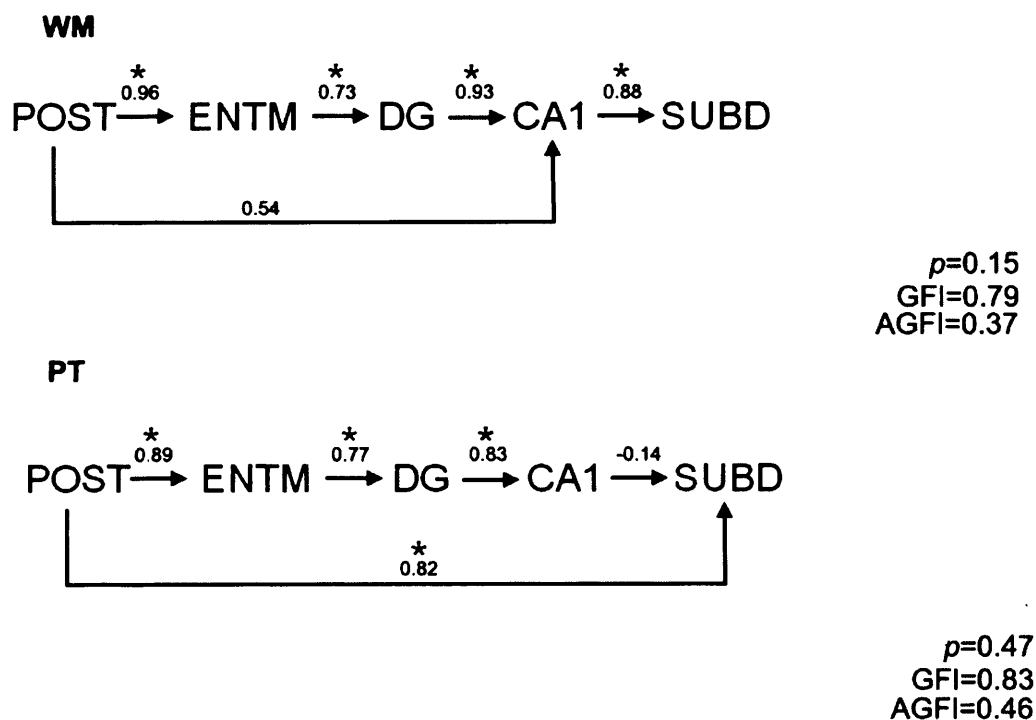 WM
* * * *
0.96 0.73 0.93 0.88
POST ENTM DG CA1 SUBD
0.54
p=0.15
GFI=0.79
AGFI=0.37
PT
* * *
0.89 0.77 0.83 -0.14
POST ENTM DG CA1 SUBD
*
0.82
p=0.47
GFI=0.83
AGFI=0.46